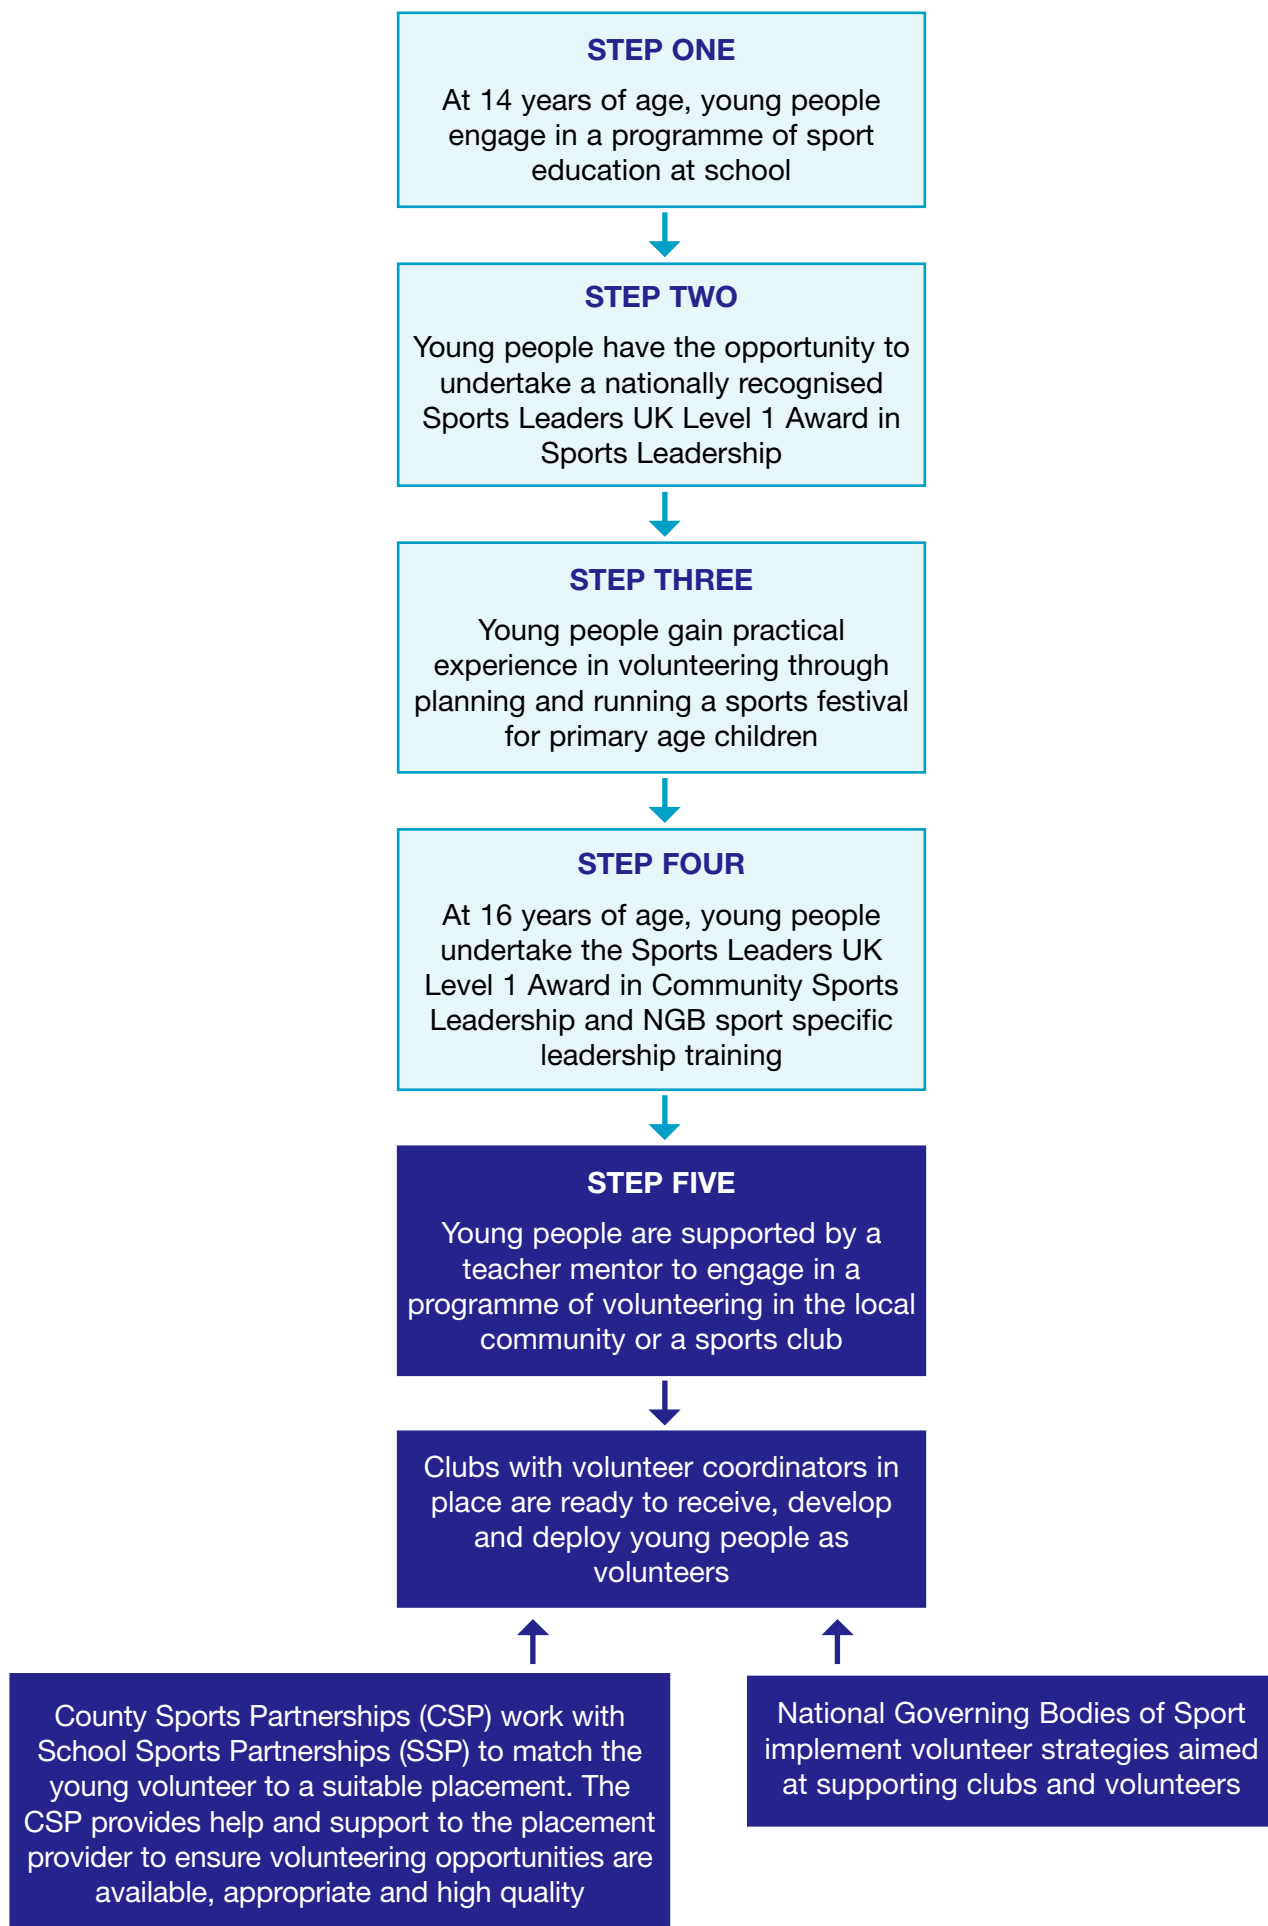 STEP ONE
At 14 years of age, young people
engage in a programme of sport
education at school
STEP TWO
Young people have the opportunity to
undertake a nationally recognised
Sports Leaders UK Level 1 Award in
Sports Leadership
STEP THREE
Young people gain practical
experience in volunteering through
planning and running a sports festival
for primary age children
STEP FOUR
At 16 years of age, young people
undertake the Sports Leaders UK
Level 1 Award in Community Sports
Leadership and NGB sport specific
leadership training
STEP FIVE
Young people are supported by a
teacher mentor to engage in a
programme of volunteering in the local
community or a sports club
Clubs with volunteer coordinators in
place are ready to receive, develop
and deploy young people as
volunteers
County Sports Partnerships (CSP) work with
School Sports Partnerships (SSP) to match the
young volunteer to a suitable placement. The
CSP provides help and support to the placement
provider to ensure volunteering opportunities are
available, appropriate and high quality
National Governing Bodies of Sport
implement volunteer strategies aimed
at supporting clubs and volunteers